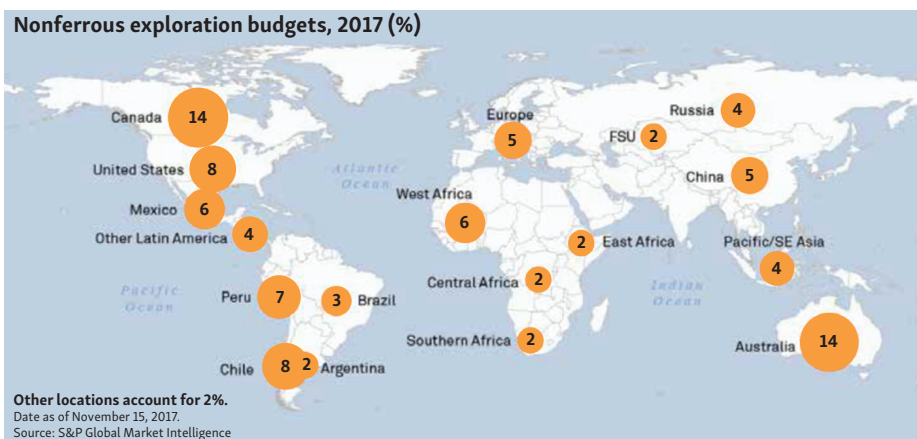 Nonferrous exploration budgets, 2017 (%)
Canada 14
Europe
5
Russia 4
FSU 2
United States 8
Atlantic
Ocean
China 5
West Africa
6
Mexico 6
Other Latin America 4
2 East Africa
Pacific/SE Asia
4
Central Africa 2
Pacific
Ocean
Indian
Ocean
Peru 7
3 Brazil
Southern Africa 2
Australia 14
Chile 8
2 Argentina
Other locations account for 2%.
Date as of November 15, 2017.
Source: S&P Global Market Intelligence